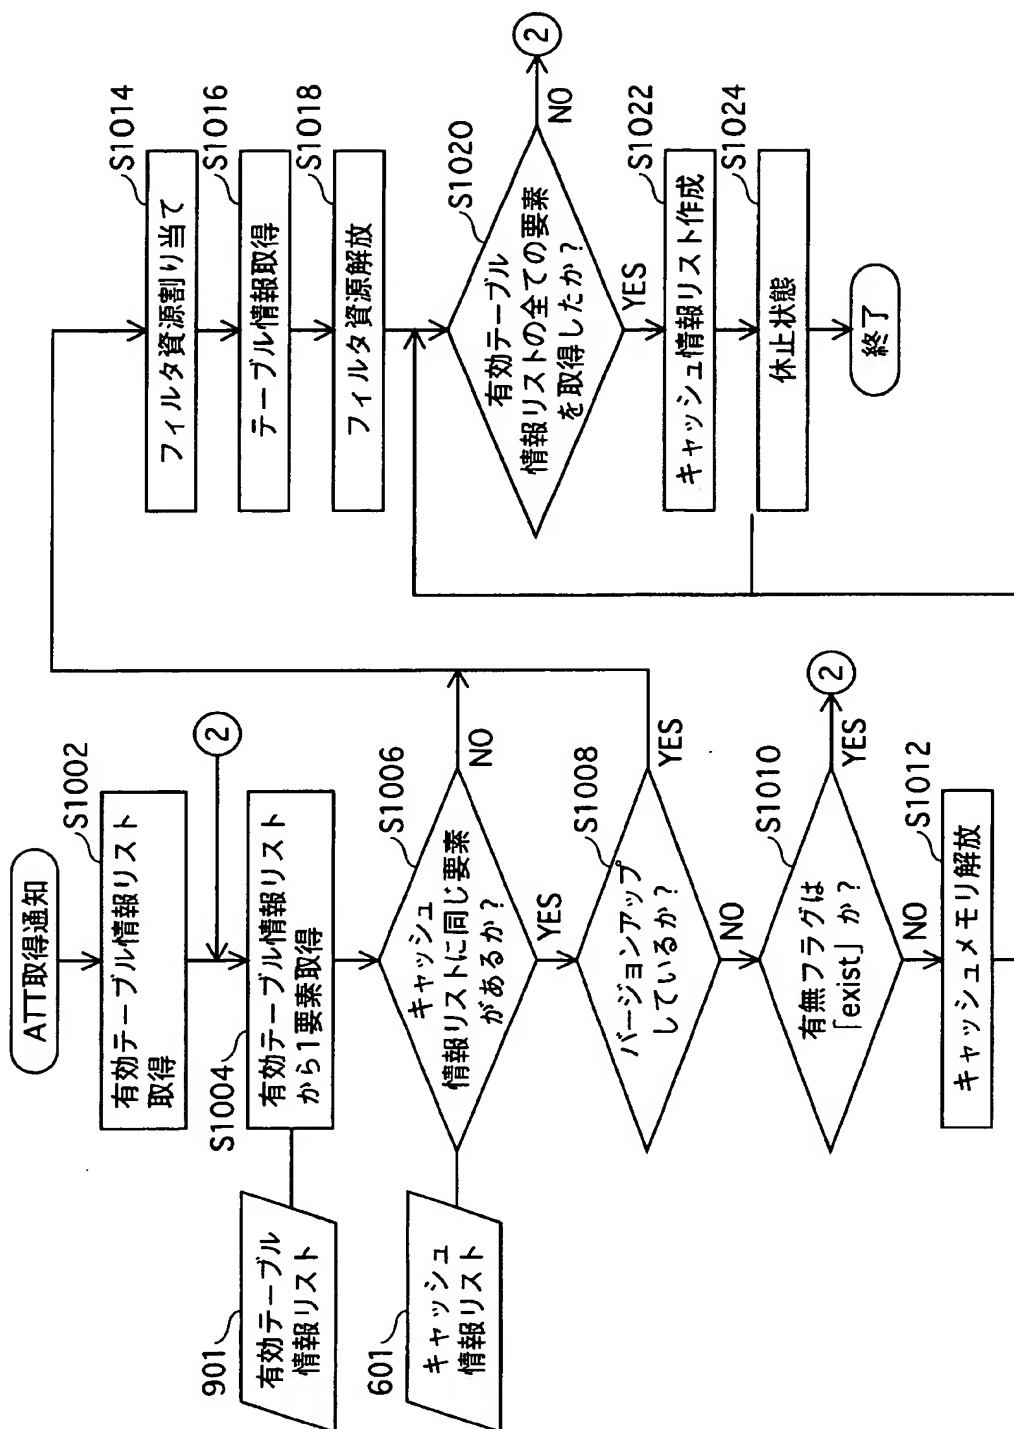 ATT取得通知
S1002
有効テーブル情報リスト
取得
2
901
有効テーブル
情報リスト
S1004
有効テーブル情報リスト
から1要素取得
601
キャッシュ
情報リスト
S1006
キャッシュ
情報リストに同じ要素
があるか？
NO
YES
S1008
バージョンアップ
しているか？
YES
NO
S1010
有無フラグは
「exist」か？
YES
2
NO
S1012
キャッシュメモリ解放
S1014
フィルタ資源割り当て
S1016
テーブル情報取得
S1018
フィルタ資源解放
S1020
有効テーブル
情報リストの全ての要素
を取得したか？
NO
2
YES
S1022
キャッシュ情報リスト作成
S1024
休止状態
終了